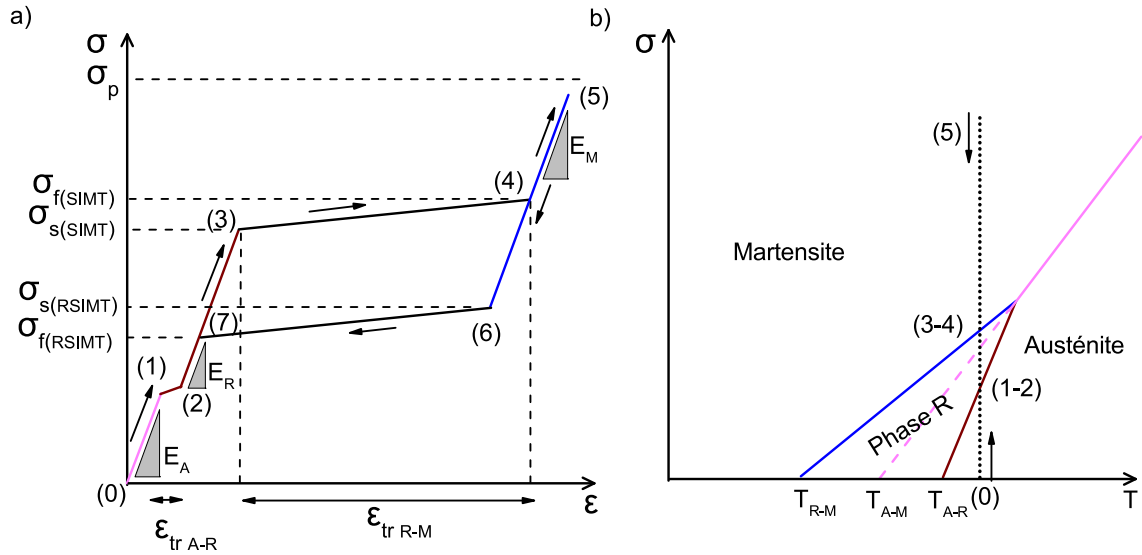 a)
σ
σp
σf(SIMT)
σs(SIMT)
σs(RSIMT)
σf(RSIMT)
(5)
EM
(4)
(3)
(7)
(6)
(1)
ER
(2)
EA
(0)
ε
εtr A-R
εtr R-M
b)
σ
(5)
Martensite
(3-4)
Austénite
(1-2)
Phase R
TR-M
TA-M
TA-R
(0)
T